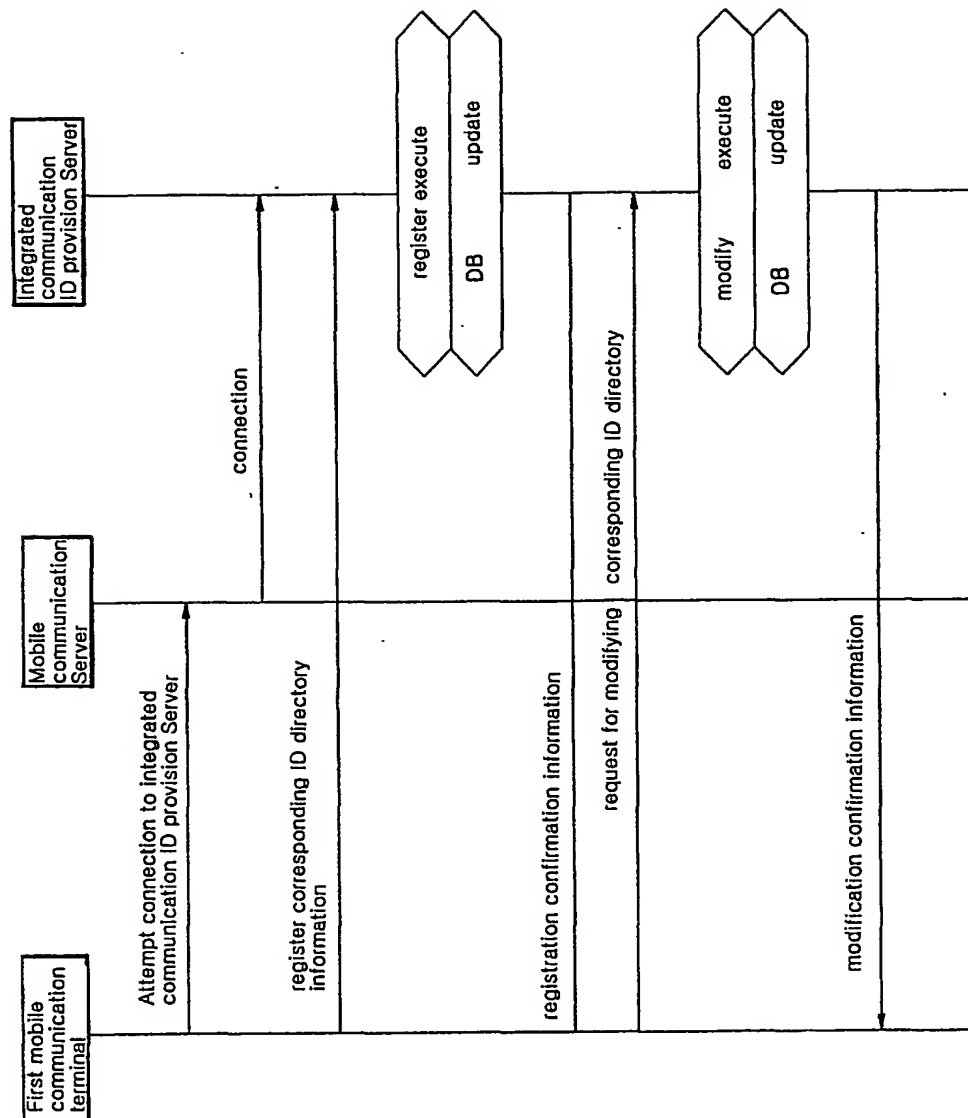 First mobile
communication
terminal
Mobile
communication
Server
Integrated
communication
ID provision Server
Attempt connection to integrated
communication ID provision Server
connection
register corresponding ID directory
information
register execute
DB update
registration confirmation information
request for modifying corresponding ID directory
modify execute
DB update
modification confirmation information